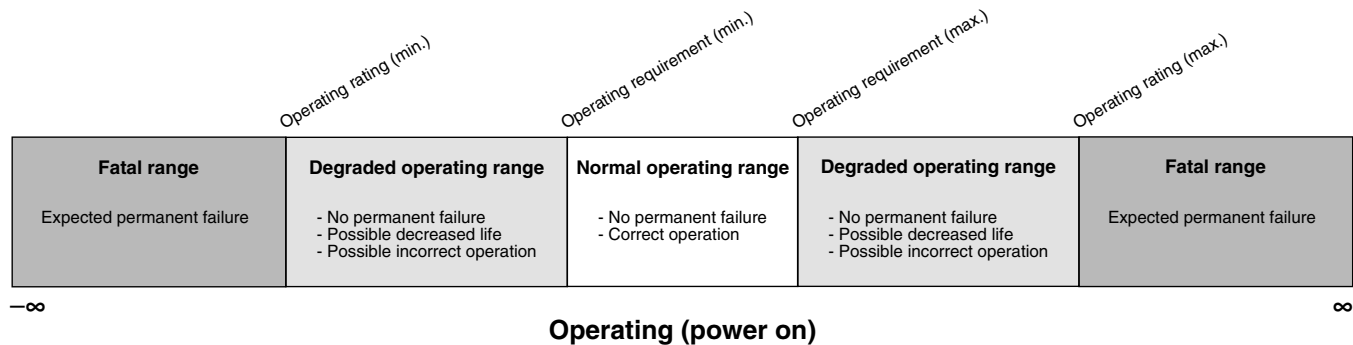 Operating rating (min.)
Operating requirement (min.)
Operating requirement (max.)
Operating rating (max.)
Fatal range
Expected permanent failure
Degraded operating range
- No permanent failure
- Possible decreased life
- Possible incorrect operation
Normal operating range
- No permanent failure
- Correct operation
Degraded operating range
- No permanent failure
- Possible decreased life
- Possible incorrect operation
Fatal range
Expected permanent failure
–∞
∞
Operating (power on)